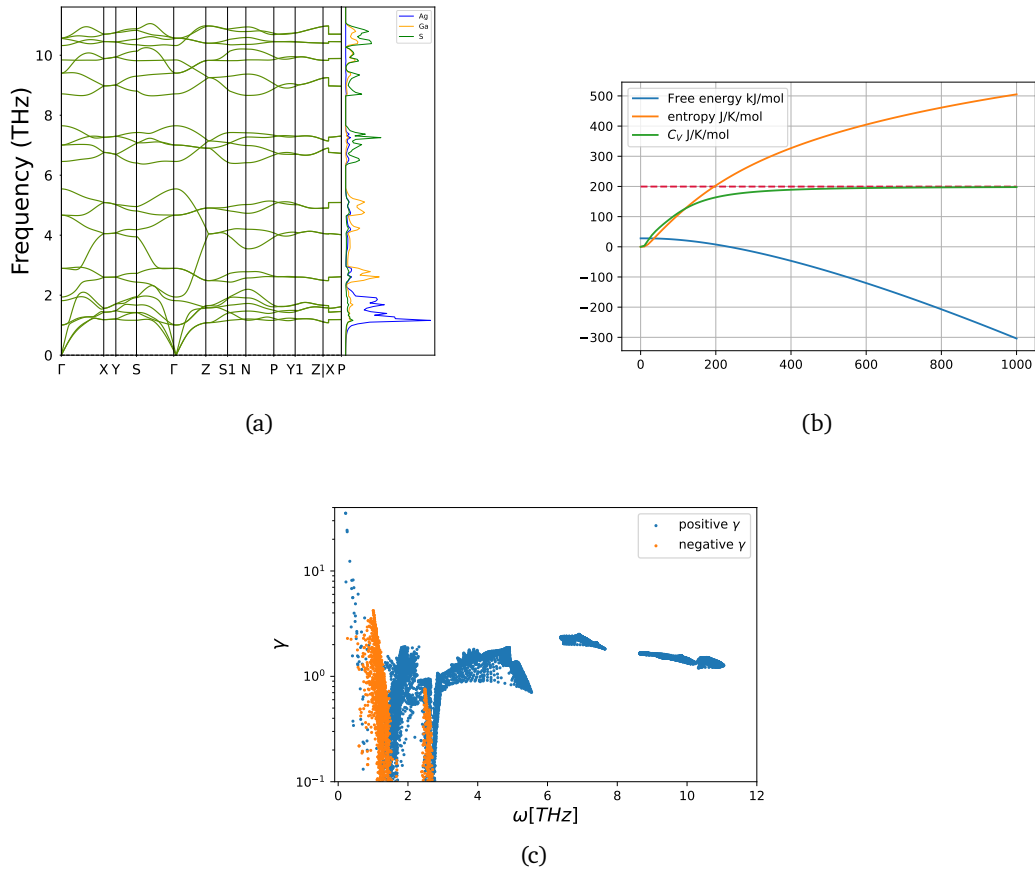 Frequency (THz)
10
8
6
4
2
0
Γ X Y S Γ Z S1 N P Y1 Z|X P
Ag
Ga
S
(a)
Free energy kJ/mol
entropy J/K/mol
C_V J/K/mol
500
400
300
200
100
0
−100
−200
−300
0 200 400 600 800 1000
(b)
positive γ
negative γ
γ
10^1
10^0
10^−1
0 2 4 6 8 10 12
ω[THz]
(c)